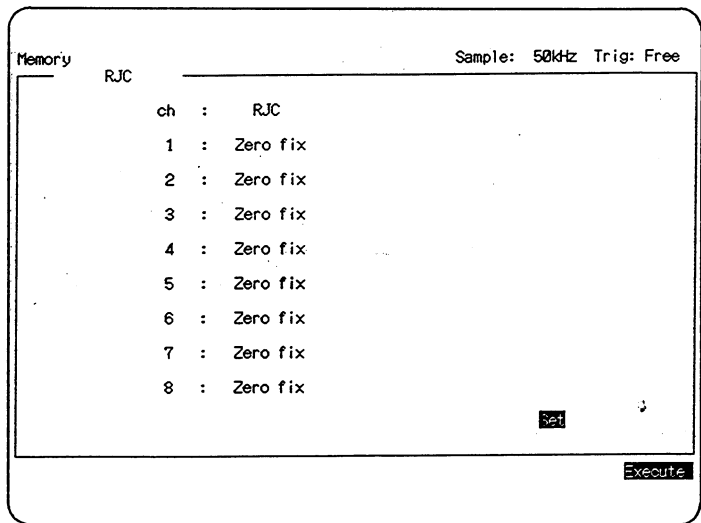 Memory Sample: 50kHz Trig: Free
RJC
ch : RJC
1 : Zero fix
2 : Zero fix
3 : Zero fix
4 : Zero fix
5 : Zero fix
6 : Zero fix
7 : Zero fix
8 : Zero fix
Set
Execute